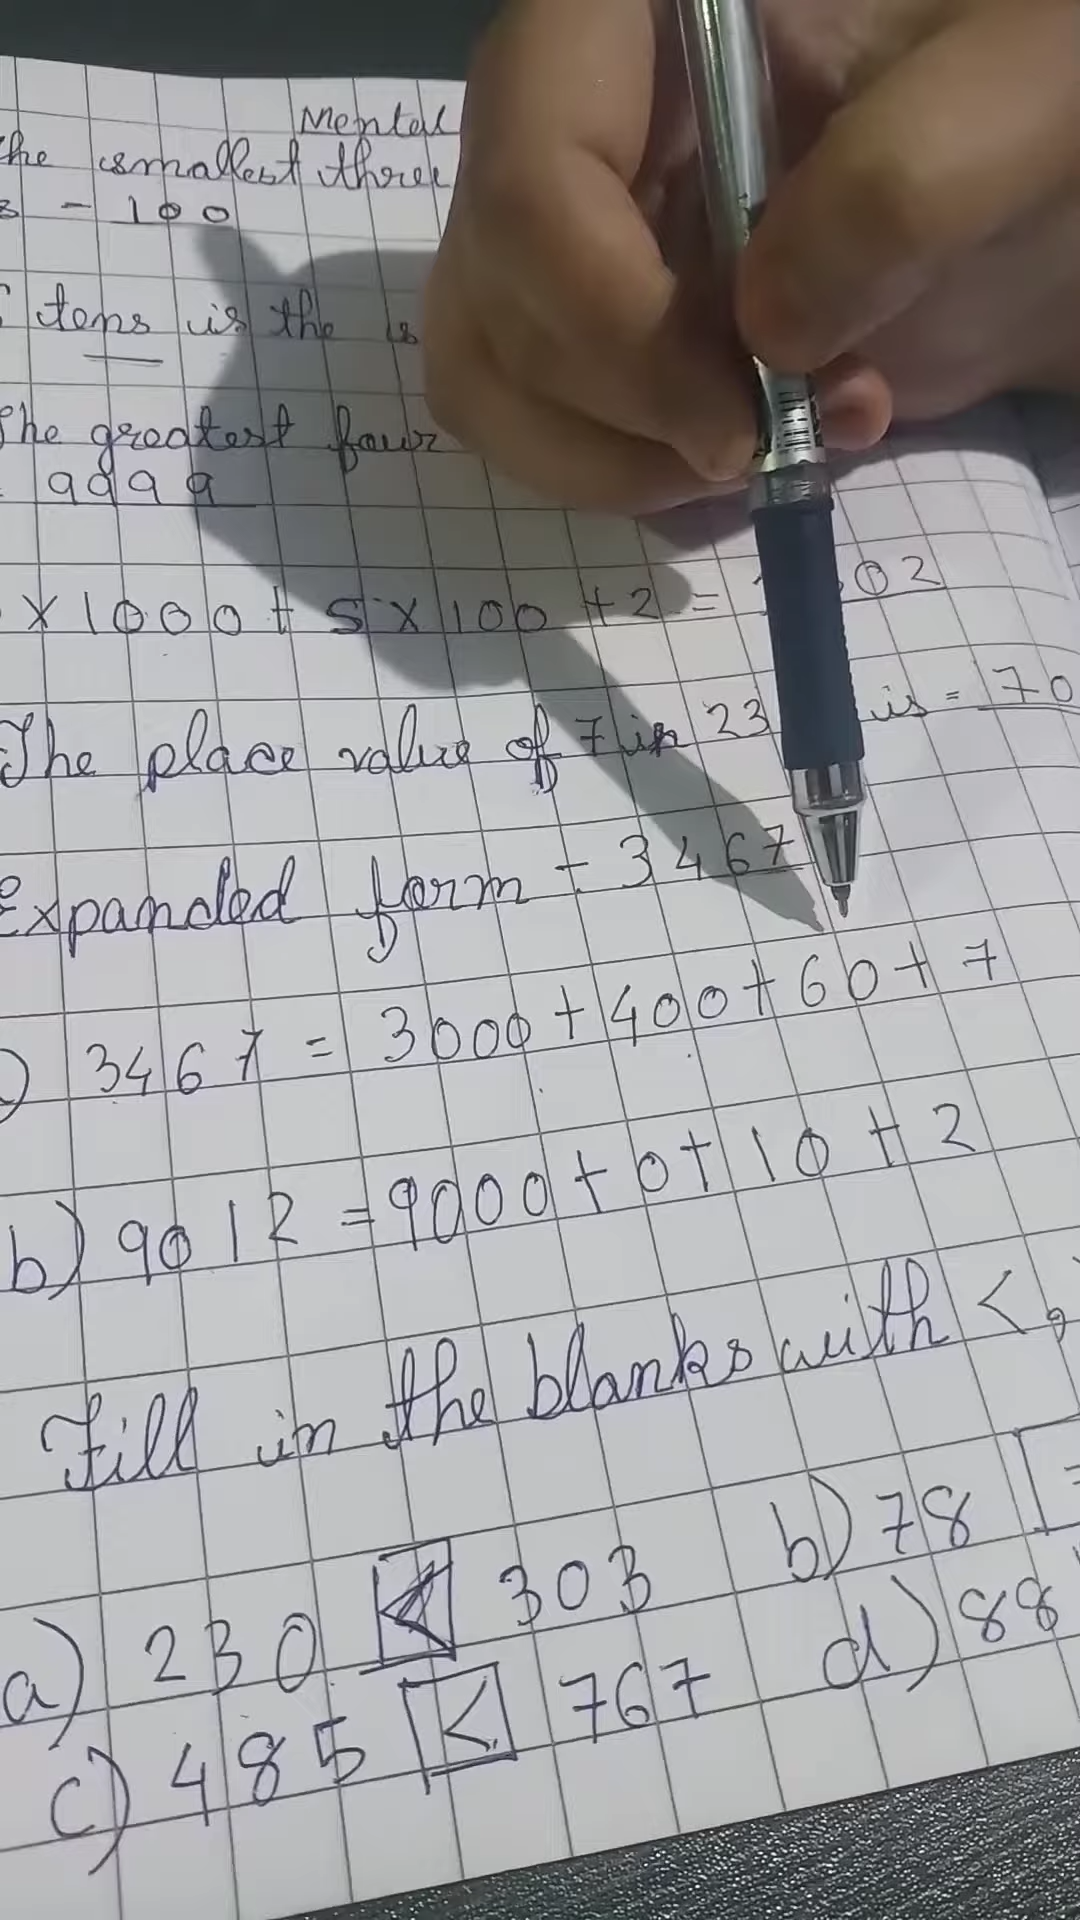 Mental
he smallest three
s - 100
tens is the s
The greatest four
9999
x 1000 + 5 x 100 + 2 = 02
The place value of 7 in 23 is = 70
Expanded form - 3467
) 3467 = 3000 + 400 + 60 + 7
b) 9012 = 9000 + 0 + 10 + 2
Fill in the blanks with <,
a) 230 < 303 b) 78
c) 485 < 767 d) 88